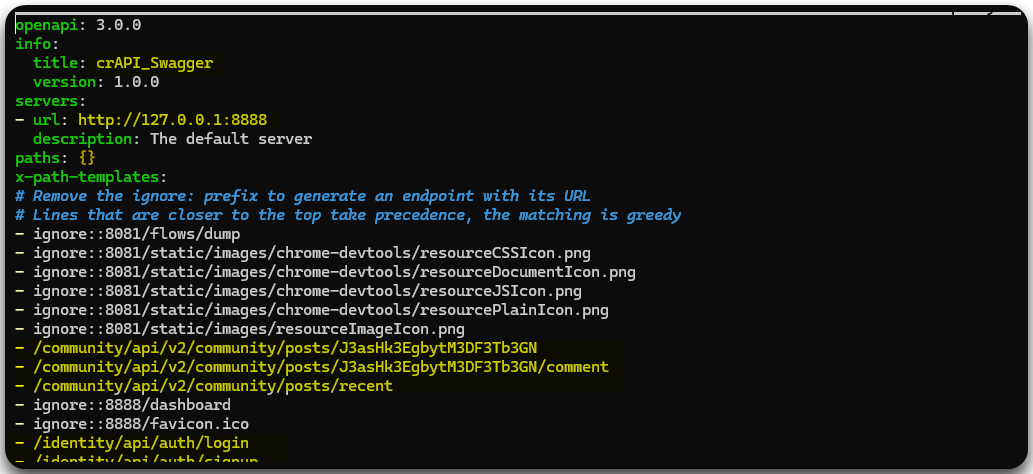 openapi: 3.0.0
info:
  title: crAPI_Swagger
  version: 1.0.0
servers:
- url: http://127.0.0.1:8888
  description: The default server
paths: {}
x-path-templates:
# Remove the ignore: prefix to generate an endpoint with its URL
# Lines that are closer to the top take precedence, the matching is greedy
- ignore::8081/flows/dump
- ignore::8081/static/images/chrome-devtools/resourceCSSIcon.png
- ignore::8081/static/images/chrome-devtools/resourceDocumentIcon.png
- ignore::8081/static/images/chrome-devtools/resourceJSIcon.png
- ignore::8081/static/images/chrome-devtools/resourcePlainIcon.png
- ignore::8081/static/images/resourceImageIcon.png
- /community/api/v2/community/posts/J3asHk3EgbytM3DF3Tb3GN
- /community/api/v2/community/posts/J3asHk3EgbytM3DF3Tb3GN/comment
- /community/api/v2/community/posts/recent
- ignore::8888/dashboard
- ignore::8888/favicon.ico
- /identity/api/auth/login
- /identity/api/auth/signup